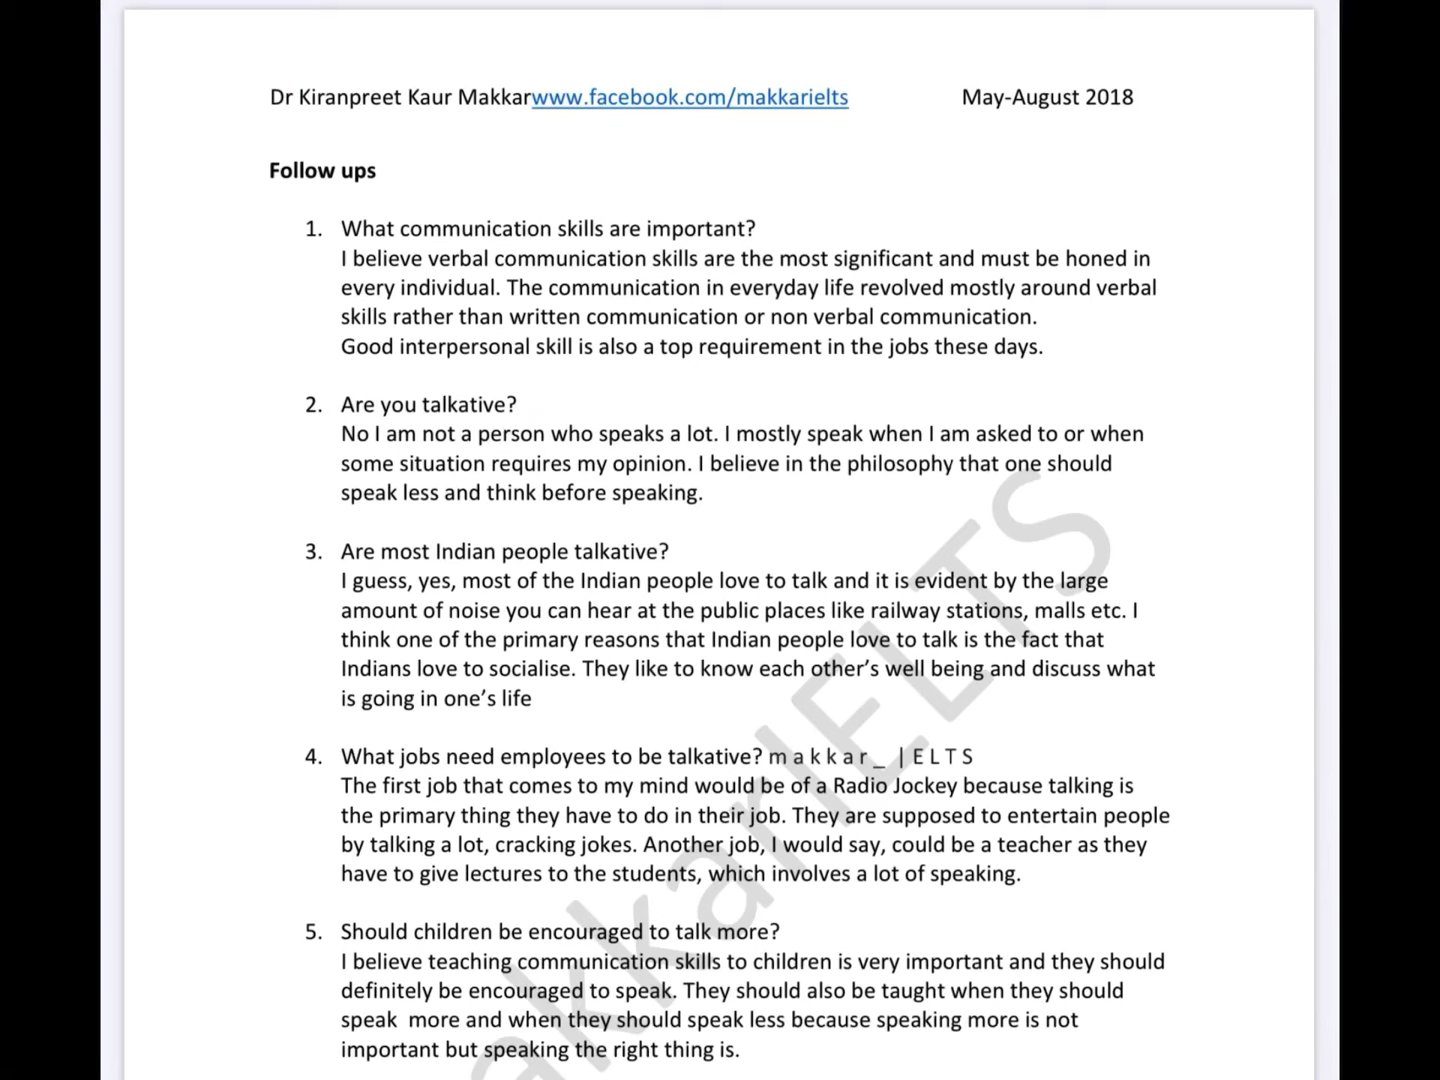 Dr Kiranpreet Kaur Makkarwww.facebook.com/makkarielts May-August 2018
Follow ups
1. What communication skills are important?
I believe verbal communication skills are the most significant and must be honed in
every individual. The communication in everyday life revolved mostly around verbal
skills rather than written communication or non verbal communication.
Good interpersonal skill is also a top requirement in the jobs these days.
2. Are you talkative?
No I am not a person who speaks a lot. I mostly speak when I am asked to or when
some situation requires my opinion. I believe in the philosophy that one should
speak less and think before speaking.
3. Are most Indian people talkative?
I guess, yes, most of the Indian people love to talk and it is evident by the large
amount of noise you can hear at the public places like railway stations, malls etc. I
think one of the primary reasons that Indian people love to talk is the fact that
Indians love to socialise. They like to know each other’s well being and discuss what
is going in one’s life
4. What jobs need employees to be talkative? m a k k a r _ | E L T S
The first job that comes to my mind would be of a Radio Jockey because talking is
the primary thing they have to do in their job. They are supposed to entertain people
by talking a lot, cracking jokes. Another job, I would say, could be a teacher as they
have to give lectures to the students, which involves a lot of speaking.
5. Should children be encouraged to talk more?
I believe teaching communication skills to children is very important and they should
definitely be encouraged to speak. They should also be taught when they should
speak  more and when they should speak less because speaking more is not
important but speaking the right thing is.
akkarIELTS